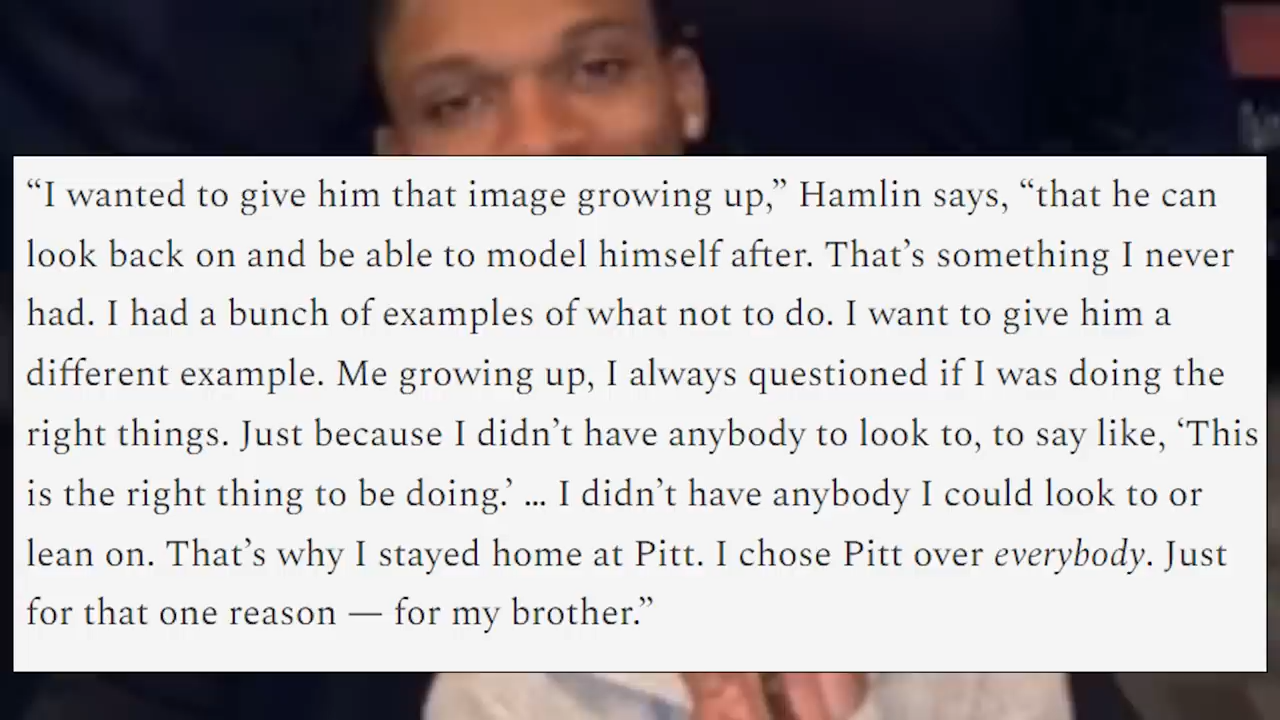 “I wanted to give him that image growing up,” Hamlin says, “that he can
look back on and be able to model himself after. That’s something I never
had. I had a bunch of examples of what not to do. I want to give him a
different example. Me growing up, I always questioned if I was doing the
right things. Just because I didn’t have anybody to look to, to say like, ‘This
is the right thing to be doing.’ … I didn’t have anybody I could look to or
lean on. That’s why I stayed home at Pitt. I chose Pitt over everybody. Just
for that one reason — for my brother.”